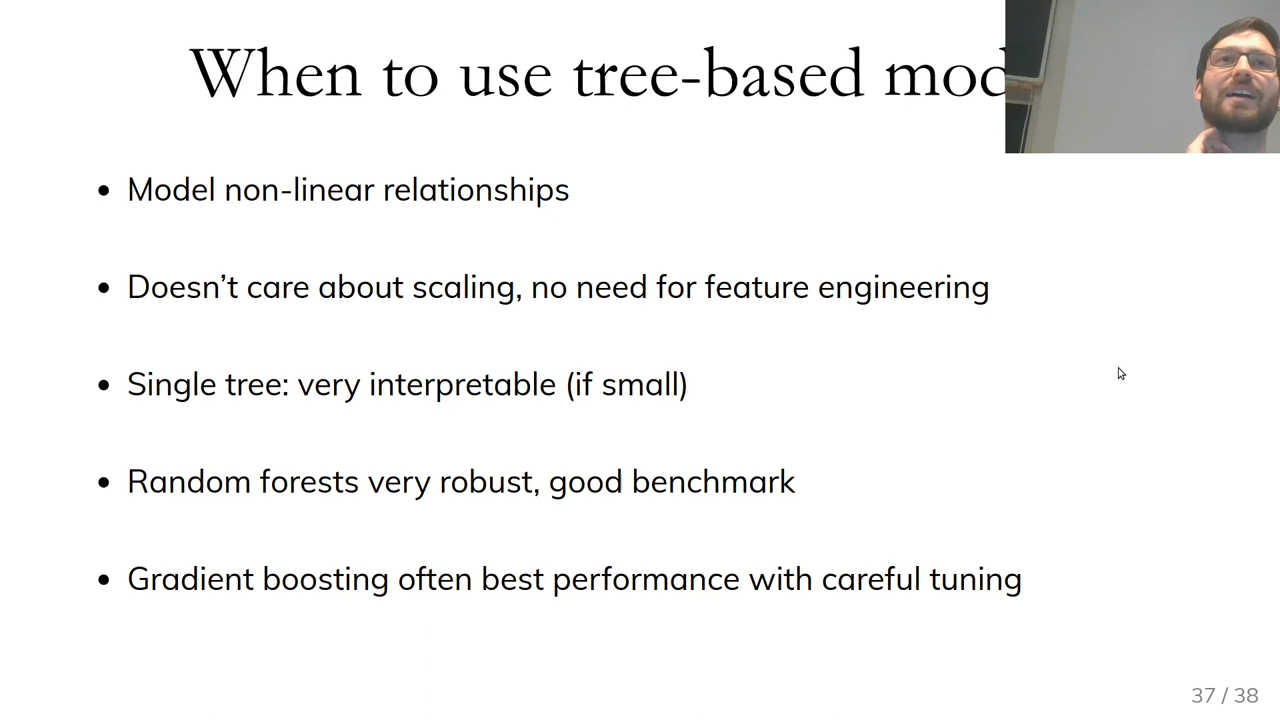 When to use tree-based mod
• Model non-linear relationships
• Doesn’t care about scaling, no need for feature engineering
• Single tree: very interpretable (if small)
• Random forests very robust, good benchmark
• Gradient boosting often best performance with careful tuning
37 / 38